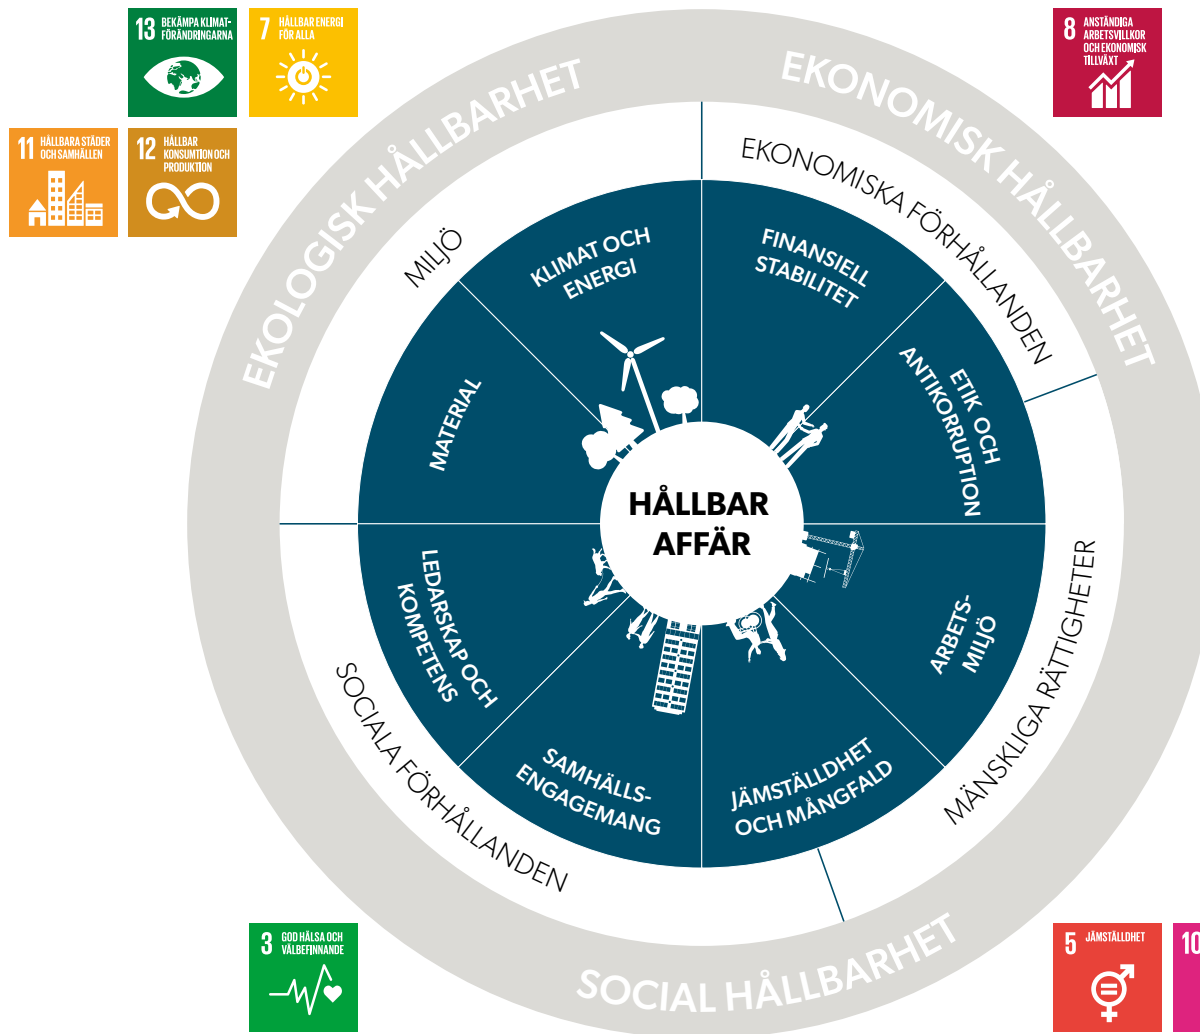 13 BEKÄMPA KLIMAT-
FÖRÄNDRINGARNA
7 HÅLLBAR ENERGI
FÖR ALLA
8 ANSTÄNDIGA
ARBETSVILLKOR
OCH EKONOMISK
TILLVÄXT
11 HÅLLBARA STÄDER
OCH SAMHÄLLEN
12 HÅLLBAR
KONSUMTION OCH
PRODUKTION
EKOLOGISK HÅLLBARHET
EKONOMISK HÅLLBARHET
MILJÖ
EKONOMISKA FÖRHÅLLANDEN
KLIMAT OCH
ENERGI
FINANSIELL
STABILITET
MATERIAL
ETIK OCH
ANTIKORRUPTION
HÅLLBAR
AFFÄR
LEDARSKAP OCH
KOMPETENS
ARBETS-
MILJÖ
SAMHÄLLS-
ENGAGEMANG
JÄMSTÄLLDHET
OCH MÅNGFALD
SOCIALA FÖRHÅLLANDEN
MÄNSKLIGA RÄTTIGHETER
SOCIAL HÅLLBARHET
3 GOD HÄLSA OCH
VÄLBEFINNANDE
5 JÄMSTÄLLDHET
10